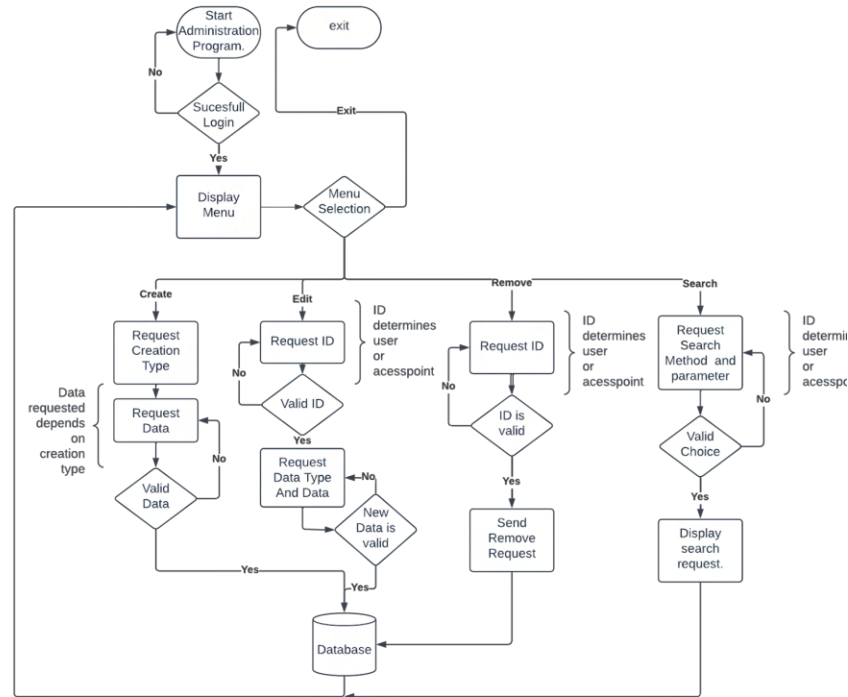 Start
Administration
Program.
exit
No
Sucesfull
Login
Exit
Yes
Display
Menu
Menu
Selection
Create
Edit
Remove
Search
Request
Creation
Type
Request ID
ID
determines
user
or
acesspoint
Request ID
ID
determines
user
or
acesspoint
Request
Search
Method and
parameter
ID
user
or
Data
requested
depends
on
creation
type
Request
Data
No
Valid ID
No
ID is
valid
No
Valid
Choice
No
Valid
Data
Yes
Request
Data Type
And Data
No
New
Data is
valid
Yes
Send
Remove
Request
Yes
Display
search
request.
Yes
Yes
Database